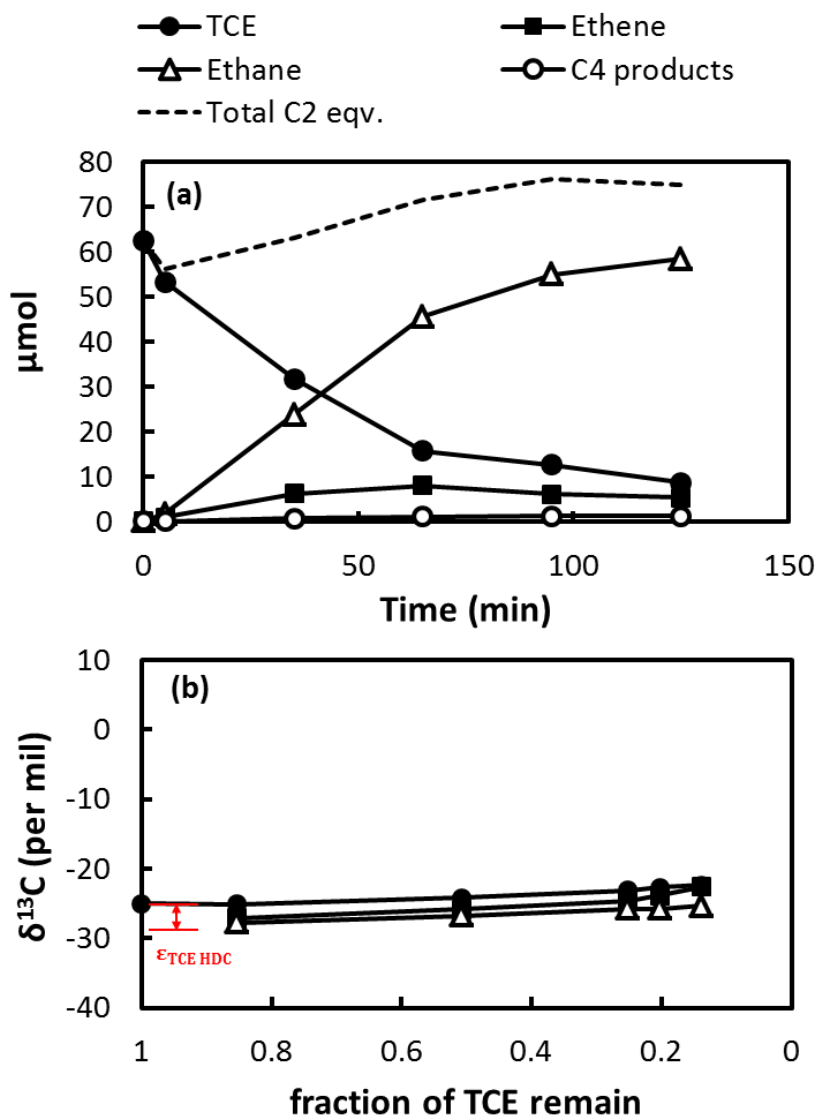 TCE
Ethene
Ethane
C4 products
Total C2 eqv.
(a)
80
70
60
50
40
30
20
10
0
µmol
0
50
100
150
Time (min)
(b)
10
0
-10
-20
-30
-40
δ¹³C (per mil)
εTCE HDC
1
0.8
0.6
0.4
0.2
0
fraction of TCE remain